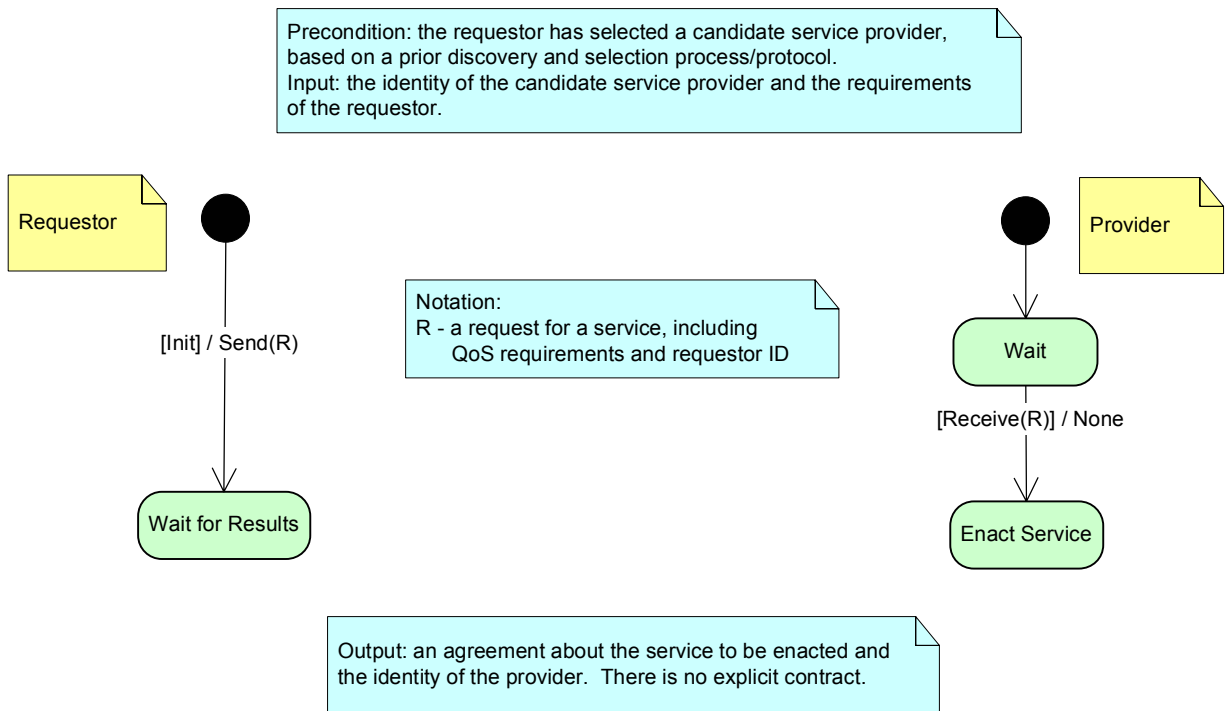 Precondition: the requestor has selected a candidate service provider,
based on a prior discovery and selection process/protocol.
Input: the identity of the candidate service provider and the requirements
of the requestor.
Requestor
Provider
[Init] / Send(R)
Notation:
R - a request for a service, including
QoS requirements and requestor ID
Wait
[Receive(R)] / None
Wait for Results
Enact Service
Output: an agreement about the service to be enacted and
the identity of the provider.  There is no explicit contract.